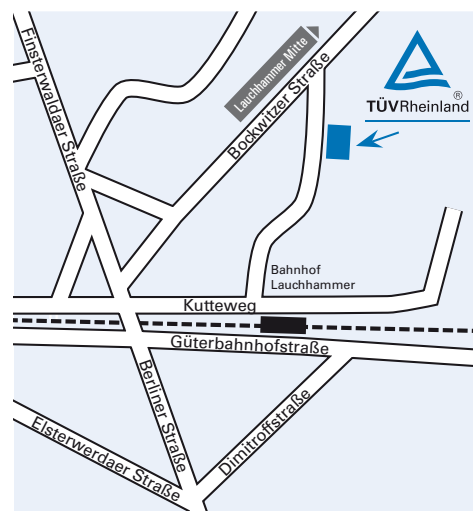 Finsterwaldaer Straße
Lauchhammer Mitte
Bockwitzer Straße
®
TÜVRheinland
Bahnhof
Lauchhammer
Kutteweg
Güterbahnhofstraße
Berliner Straße
Dimitroffstraße
Elsterwerdaer Straße